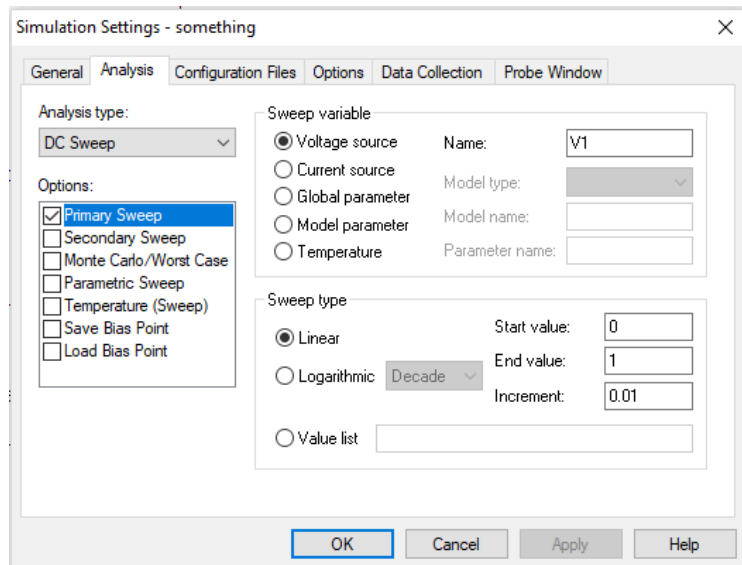 Simulation Settings - something
General Analysis Configuration Files Options Data Collection Probe Window
Analysis type:
DC Sweep
Options:
Primary Sweep
Secondary Sweep
Monte Carlo/Worst Case
Parametric Sweep
Temperature (Sweep)
Save Bias Point
Load Bias Point
Sweep variable
Voltage source
Current source
Global parameter
Model parameter
Temperature
Name: V1
Model type:
Model name:
Parameter name:
Sweep type
Linear
Logarithmic Decade
Value list
Start value: 0
End value: 1
Increment: 0.01
OK Cancel Apply Help